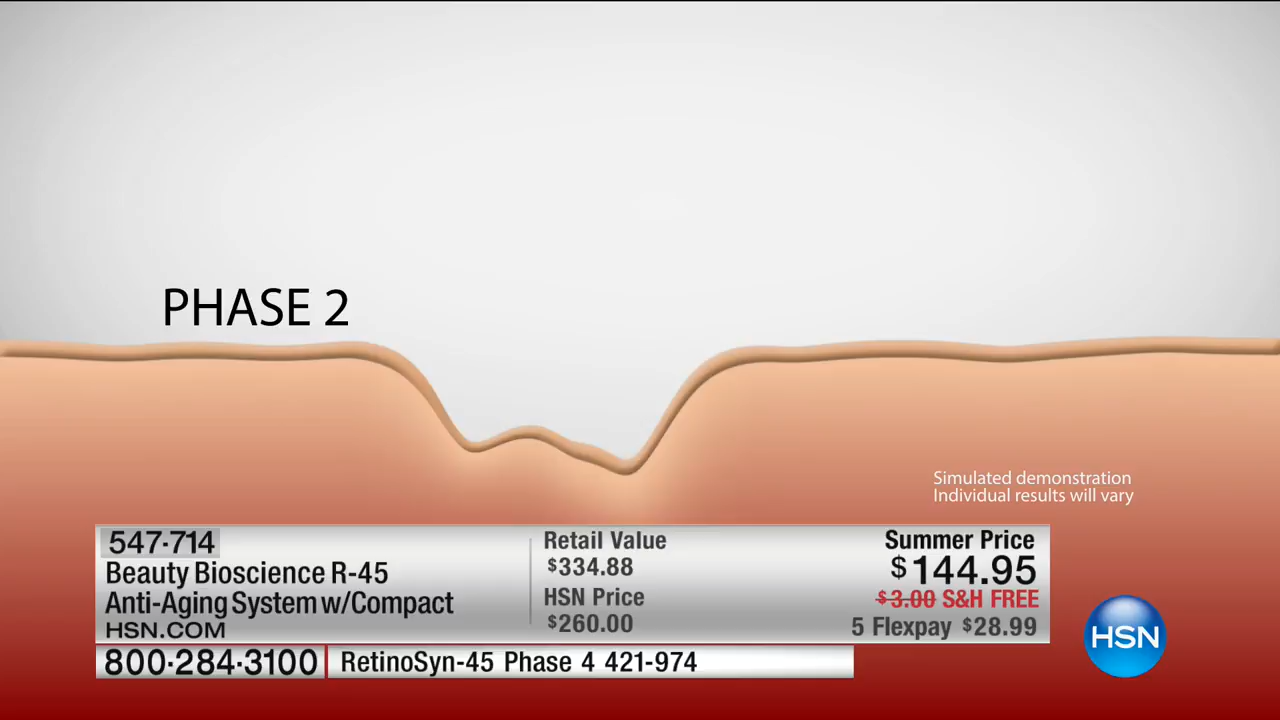 PHASE 2
Simulated demonstration
Individual results will vary
547-714
Beauty Bioscience R-45
Anti-Aging System w/Compact
HSN.COM
Retail Value
$334.88
HSN Price
$260.00
Summer Price
$144.95
$3.00 S&H FREE
5 Flexpay $28.99
HSN
800-284-3100
RetinoSyn-45 Phase 4 421-974